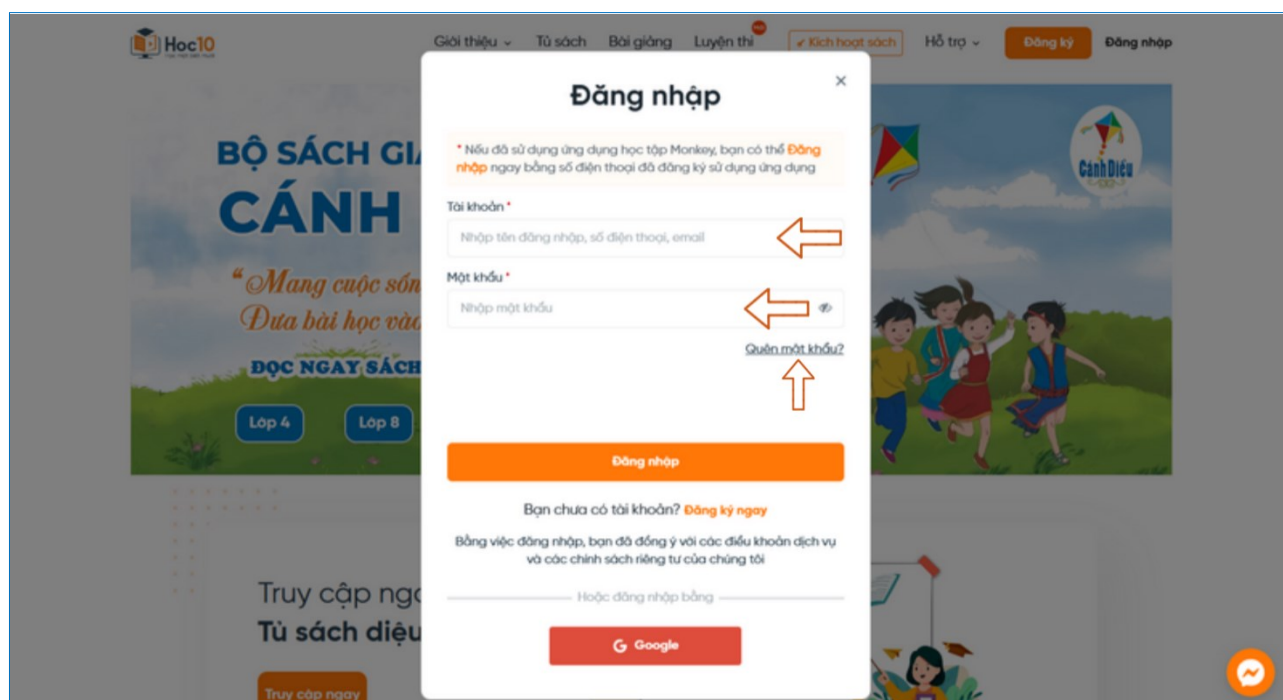 Hoc10
Giới thiệu
Tủ sách
Bài giảng
Luyện thi
Kích hoạt sách
Hỗ trợ
Đăng ký
Đăng nhập
Đăng nhập
* Nếu đã sử dụng ứng dụng học tập Monkey, bạn có thể Đăng
nhập ngay bằng số điện thoại đã đăng ký sử dụng ứng dụng
Tài khoản *
Nhập tên đăng nhập, số điện thoại, email
Mật khẩu *
Nhập mật khẩu
Quên mật khẩu?
Đăng nhập
Bạn chưa có tài khoản? Đăng ký ngay
Bằng việc đăng nhập, bạn đã đồng ý với các điều khoản dịch vụ
và các chính sách riêng tư của chúng tôi
Hoặc đăng nhập bằng
G Google
BỘ SÁCH GI
CÁNH
“Mang cuộc sốn
Đưa bài học vào
ĐỌC NGAY SÁCH
Lớp 4
Lớp 8
Cánh Diều
Truy cập ng
Tủ sách diệu
Truy cập ngay